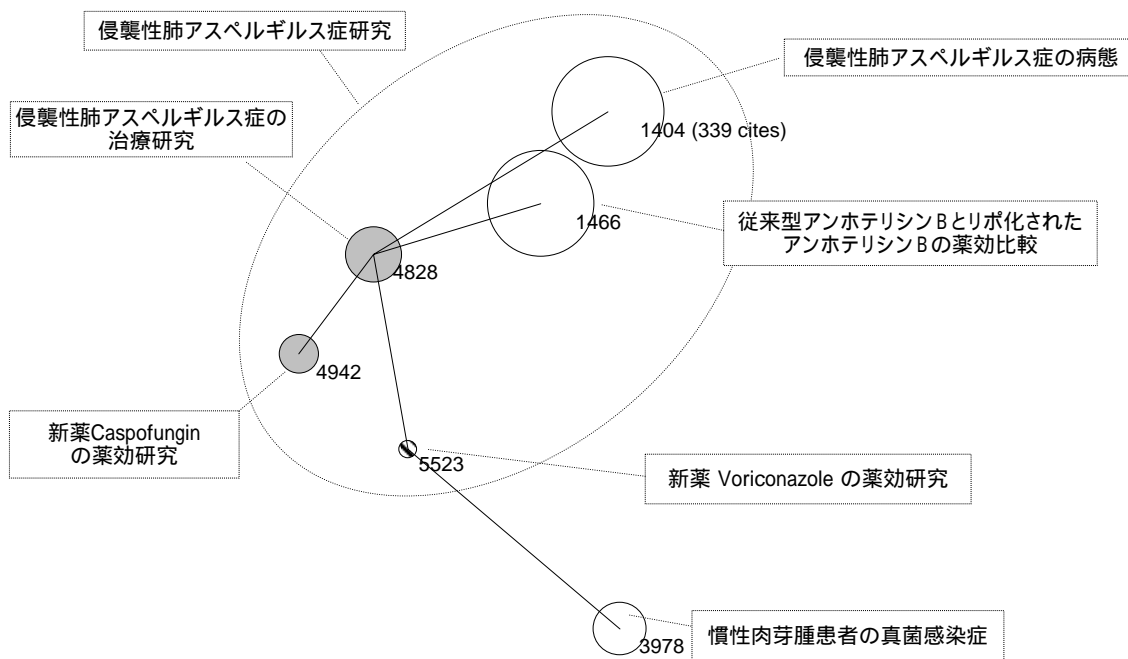 侵襲性肺アスペルギルス症研究
侵襲性肺アスペルギルス症の病態
侵襲性肺アスペルギルス症の
治療研究
1404 (339 cites)
従来型アンホテリシンBとリポ化された
アンホテリシンBの薬効比較
1466
4828
4942
新薬Caspofungin
の薬効研究
5523
新薬 Voriconazole の薬効研究
3978
慣性肉芽腫患者の真菌感染症